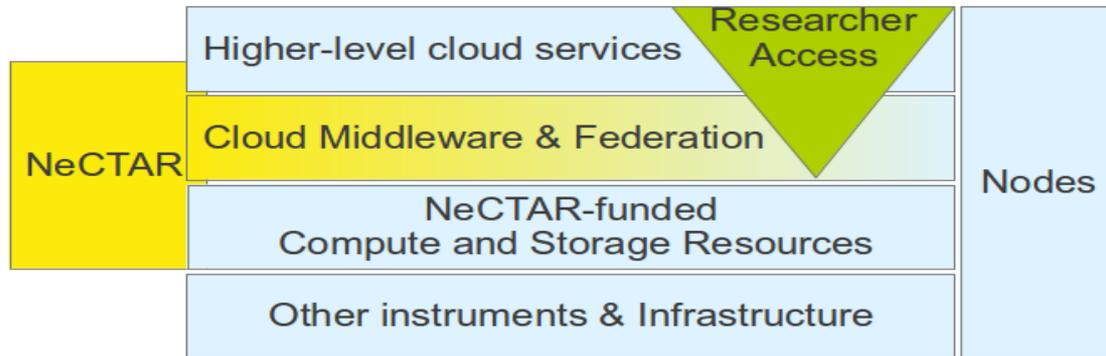 Researcher
Access
Higher-level cloud services
Cloud Middleware & Federation
NeCTAR
Nodes
NeCTAR-funded
Compute and Storage Resources
Other instruments & Infrastructure